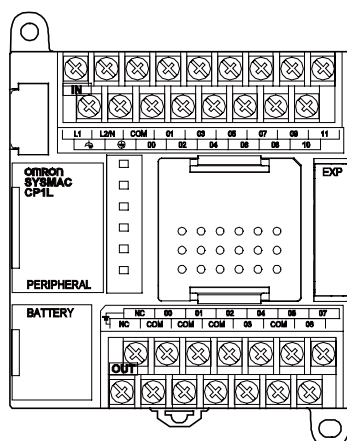 IN
L1 L2/N COM 01 03 05 07 09 11
00 02 04 06 08 10
OMRON
SYSMAC
CP1L
EXP
PERIPHERAL
BATTERY
NC 00 01 02 04 05 07
NC COM COM COM 03 COM 06
OUT